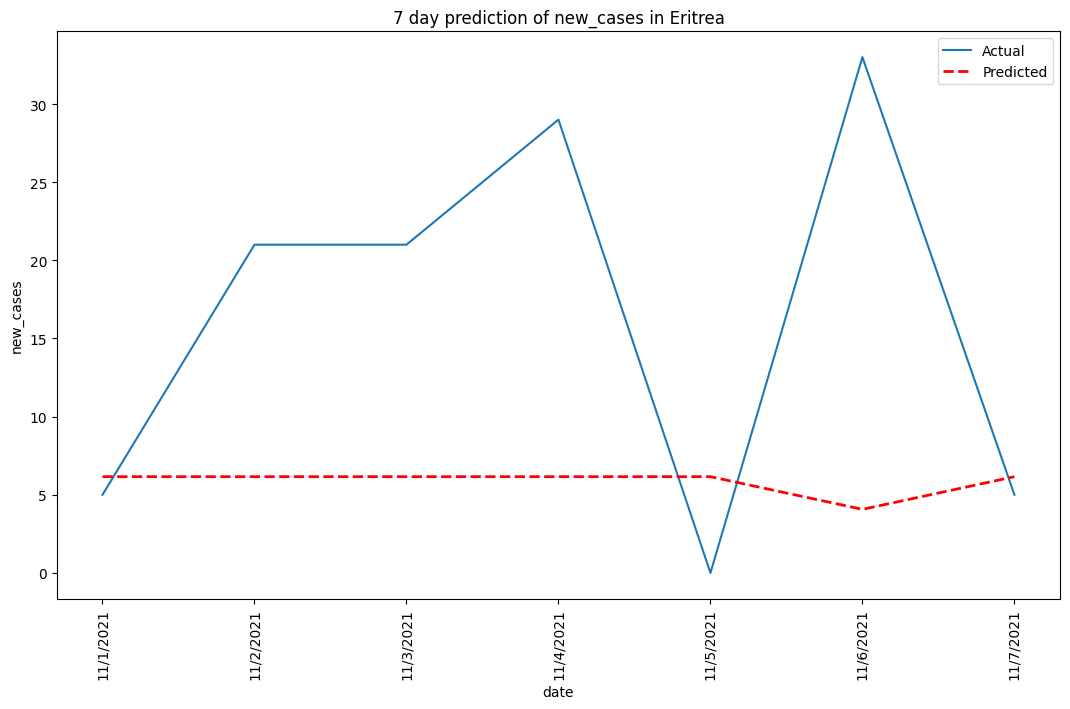 7 day prediction of new_cases in Eritrea
Actual
Predicted
new_cases
30
25
20
15
10
5
0
11/1/2021
11/2/2021
11/3/2021
11/4/2021
11/5/2021
11/6/2021
11/7/2021
date